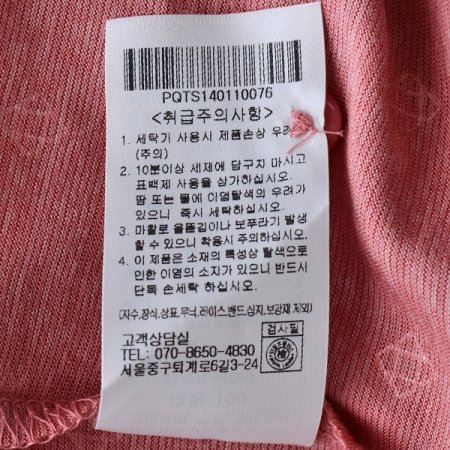 PQTS140110076
<취급주의사항>
1. 세탁기 사용시 제품손상 우려
(주의)
2. 10분이상 세제에 담구지 마시고
표백제 사용을 삼가하십시오.
땀 또는 물에 이염탈색의 우려가
있으니 즉시 세탁하십시오.
3. 마찰로 올뜯김이나 보푸라기 발생
할 수 있으니 착용시 주의하십시오.
4. 이 제품은 소재의 특성상 탈색으로
인한 이염의 소지가 있으니 반드시
단독 손세탁 하십시오.
(자수,장식,상표,무늬,레이스,밴드,심지,보강재 제외)
고객상담실
TEL: 070-8650-4830
서울중구퇴계로6길3-24
검사필